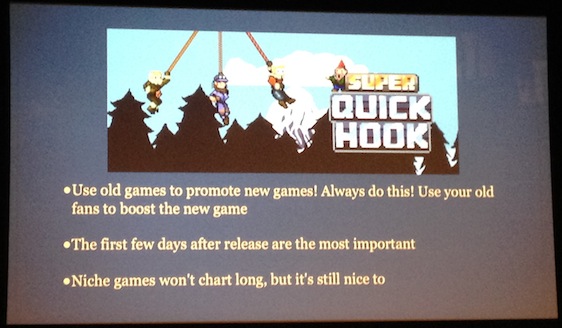 SUPER
QUICK
HOOK
•Use old games to promote new games! Always do this! Use your old
fans to boost the new game
•The first few days after release are the most important
•Niche games won't chart long, but it's still nice to